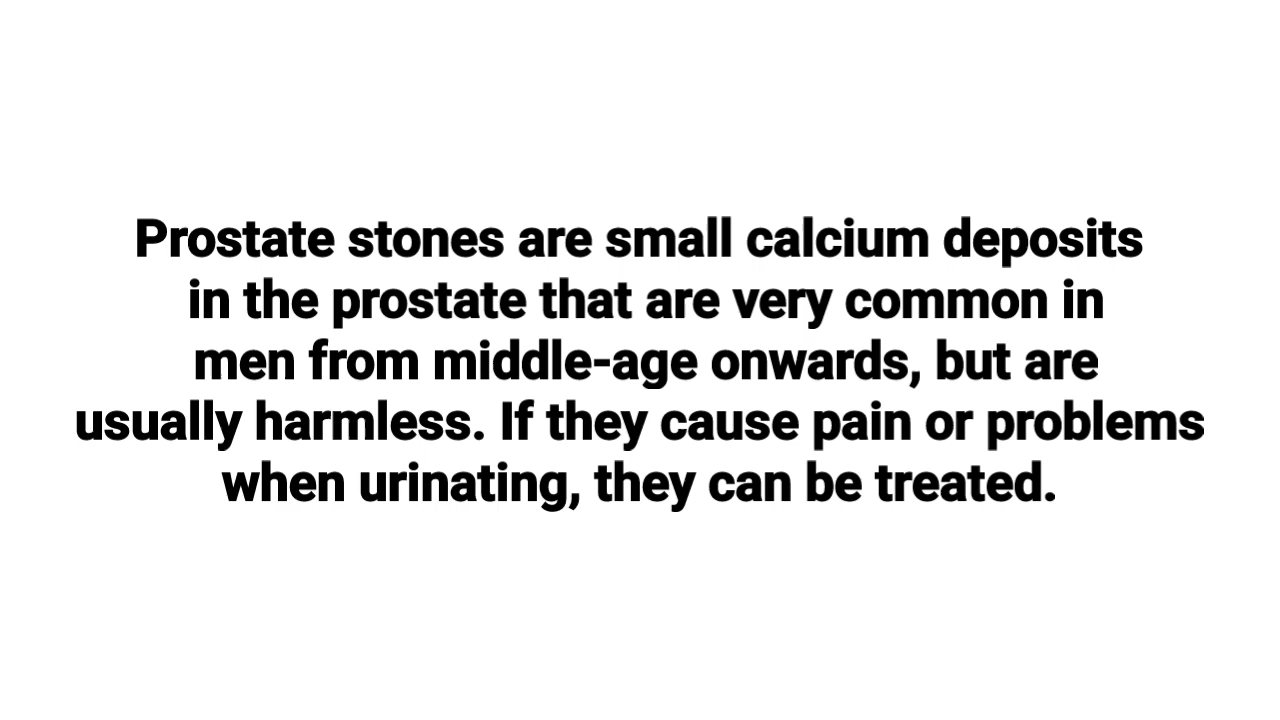 Prostate stones are small calcium deposits
in the prostate that are very common in
men from middle-age onwards, but are
usually harmless. If they cause pain or problems
when urinating, they can be treated.